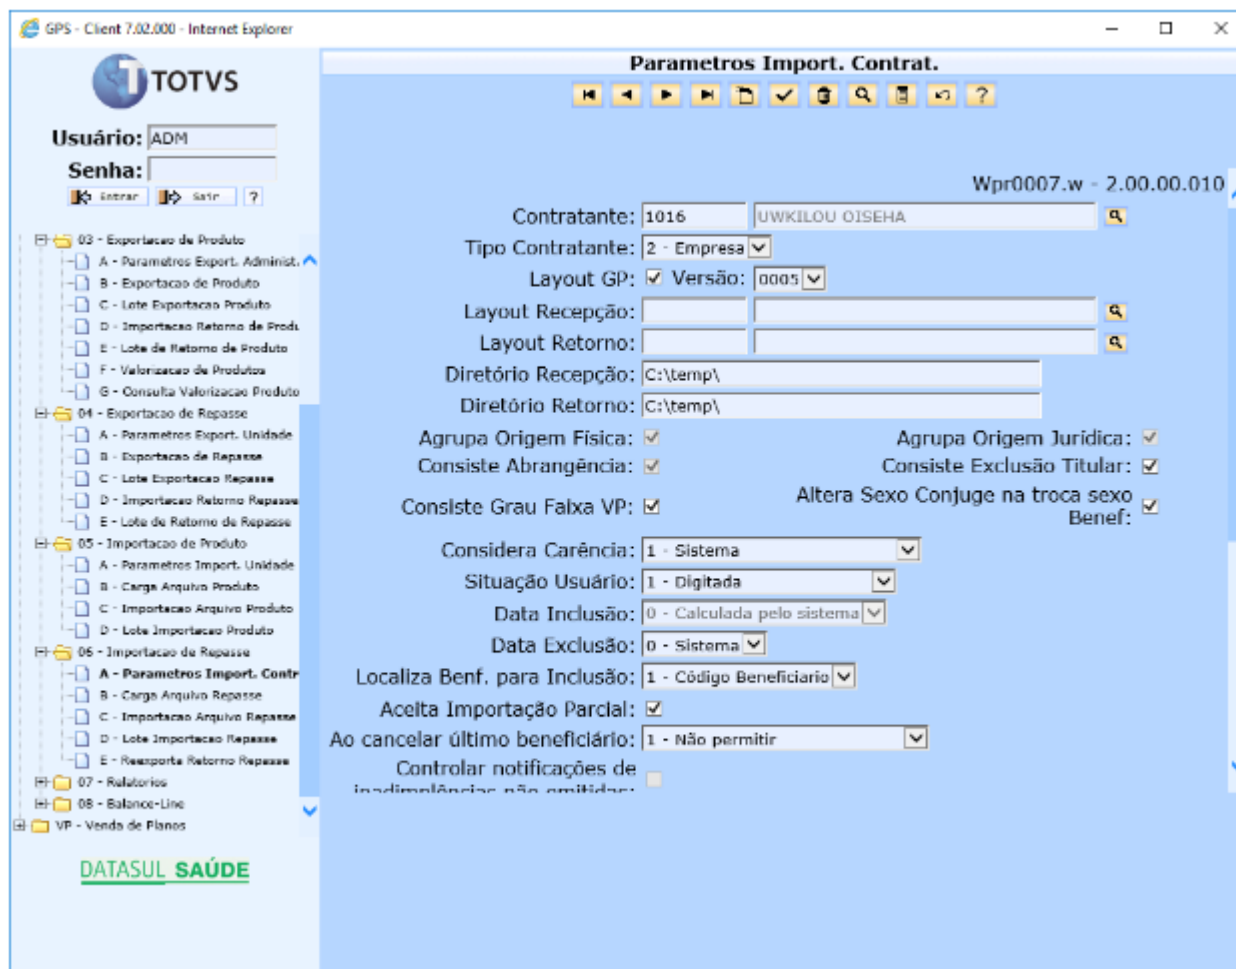 GPS - Client 7.02.000 - Internet Explorer
TOTVS
Usuário: ADM
Senha:
Entrar Sair ?
03 - Exportacao de Produto
A - Parametros Export. Administ.
B - Exportacao de Produto
C - Lote Exportacao Produto
D - Importacao Retorno de Produ
E - Lote de Retorno de Produto
F - Valorizacao de Produtos
G - Consulta Valorizacao Produto
04 - Exportacao de Repasse
A - Parametros Export. Unidade
B - Exportacao de Repasse
C - Lote Exportacao Repasse
D - Importacao Retorno Repasse
E - Lote de Retorno de Repasse
05 - Importacao de Produto
A - Parametros Import. Unidade
B - Carga Arquivo Produto
C - Importacao Arquivo Produto
D - Lote Importacao Produto
06 - Importacao de Repasse
A - Parametros Import. Contr
B - Carga Arquivo Repasse
C - Importacao Arquivo Repasse
D - Lote Importacao Repasse
E - Reexporta Retorno Repasse
07 - Relatorios
08 - Balance-Line
VP - Venda de Planos
DATASUL SAÚDE
Parametros Import. Contrat.
?
Wpr0007.w - 2.00.00.010
Contratante: 1016 UWKILOU OISEHA
Tipo Contratante: 2 - Empresa
Layout GP: Versão: 0005
Layout Recepção:
Layout Retorno:
Diretório Recepção: C:\temp\
Diretório Retorno: C:\temp\
Agrupa Origem Física: Agrupa Origem Jurídica:
Consiste Abrangência: Consiste Exclusão Titular:
Consiste Grau Faixa VP: Altera Sexo Conjuge na troca sexo
Benef:
Considera Carência: 1 - Sistema
Situação Usuário: 1 - Digitada
Data Inclusão: 0 - Calculada pelo sistema
Data Exclusão: 0 - Sistema
Localiza Benf. para Inclusão: 1 - Código Beneficiario
Aceita Importação Parcial:
Ao cancelar último beneficiário: 1 - Não permitir
Controlar notificações de
inadimplências não emitidas: